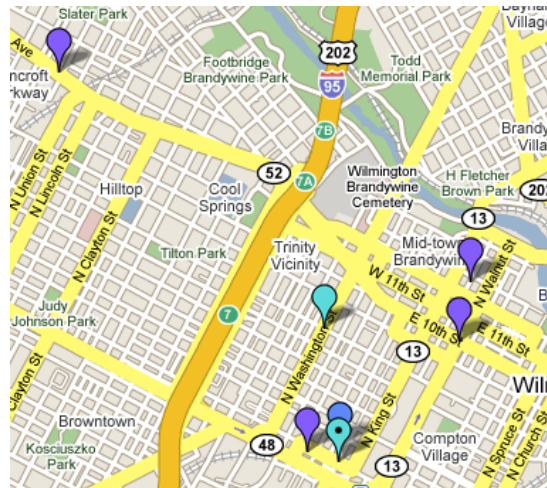 Slater Park
Ave
ncroft
rkway
N Union St
N Lincoln St
Hilltop
N Clayton St
Judy
Johnson Park
Clayton St
Browntown
Kosciuszko
Park
Footbridge
Brandywine Park
202
95
Todd
Memorial Park
Baynar
Village
7B
52
7A
Cool
Springs
Tilton Park
7
Trinity
Vicinity
Wilmington
Brandywine
Cemetery
H Fletcher
Brown Park
Brandy
Villa
202
13
Mid-tow
Brandywin
N Walnut St
W 11th St
E 10th St
E 11th St
13
N Washington St
N King St
Wil
B
48
13
Compton
Village
N Spruce St
N Church St